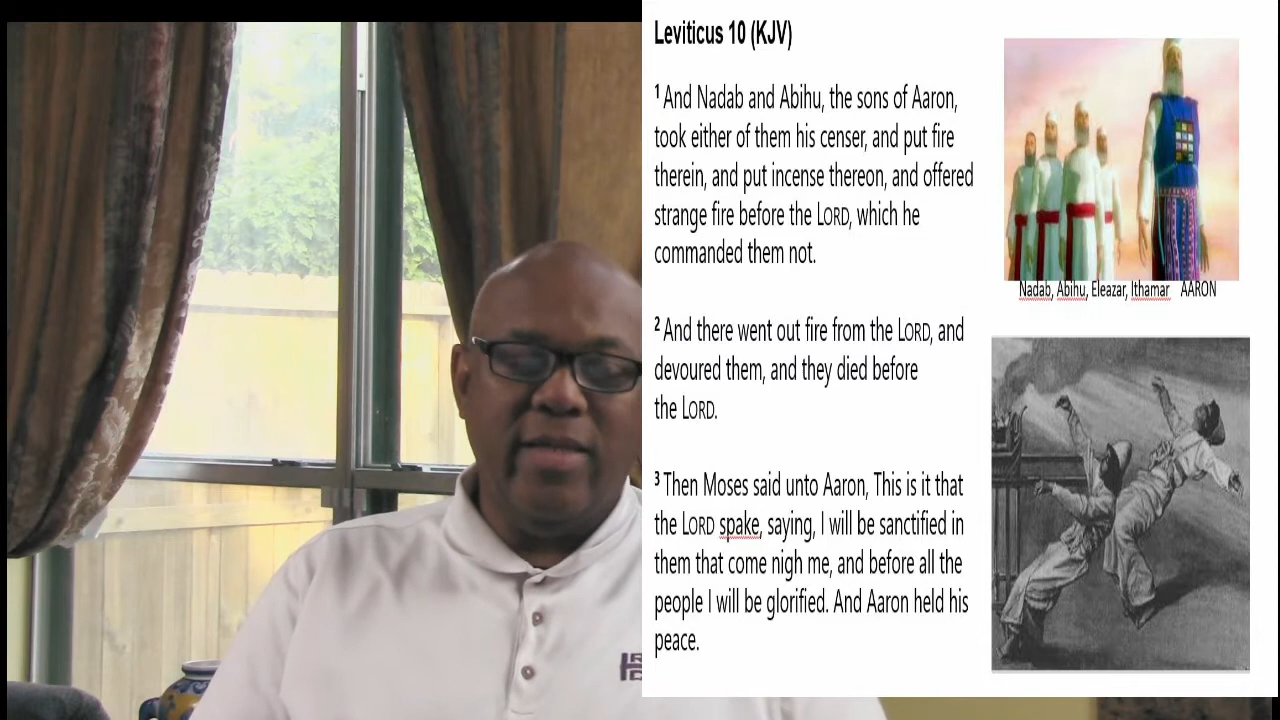 Leviticus 10 (KJV)
1 And Nadab and Abihu, the sons of Aaron,
took either of them his censer, and put fire
therein, and put incense thereon, and offered
strange fire before the LORD, which he
commanded them not.
2 And there went out fire from the LORD, and
devoured them, and they died before
the LORD.
3 Then Moses said unto Aaron, This is it that
the LORD spake, saying, I will be sanctified in
them that come nigh me, and before all the
people I will be glorified. And Aaron held his
peace.
Nadab, Abihu, Eleazar, Ithamar AARON